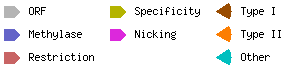 ORF Specificity Type I
Methylase Nicking Type II
Restriction Other